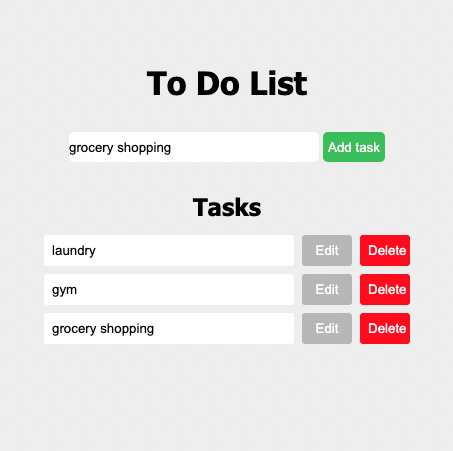 To Do List
grocery shopping Add task
Tasks
laundry Edit Delete
gym Edit Delete
grocery shopping Edit Delete